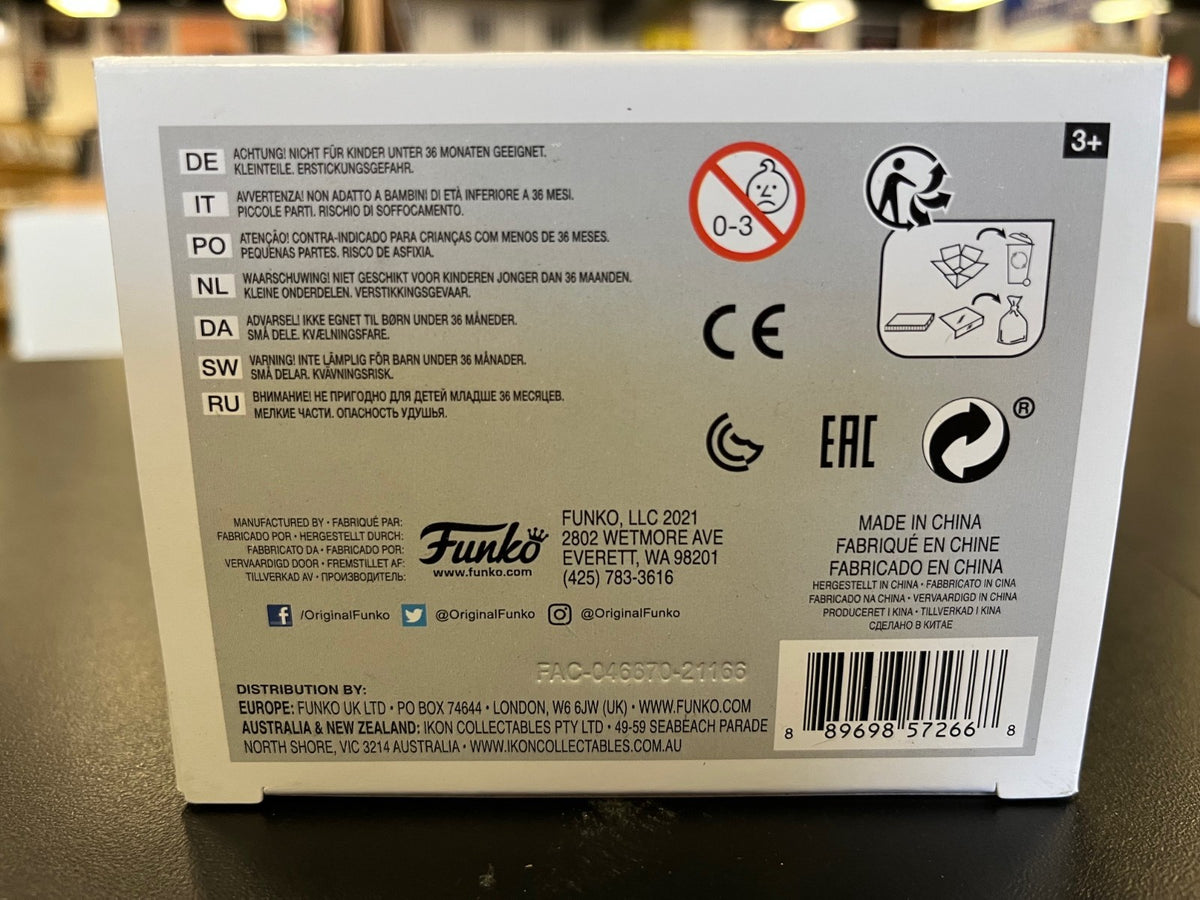 3+
DE ACHTUNG! NICHT FÜR KINDER UNTER 36 MONATEN GEEIGNET.
KLEINTEILE. ERSTICKUNGSGEFAHR.
IT AVVERTENZA! NON ADATTO A BAMBINI DI ETÀ INFERIORE A 36 MESI.
PICCOLE PARTI. RISCHIO DI SOFFOCAMENTO.
PO ATENÇÃO! CONTRA-INDICADO PARA CRIANÇAS COM MENOS DE 36 MESES.
PEQUENAS PARTES. RISCO DE ASFIXIA.
NL WAARSCHUWING! NIET GESCHIKT VOOR KINDEREN JONGER DAN 36 MAANDEN.
KLEINE ONDERDELEN. VERSTIKKINGSGEVAAR.
DA ADVARSEL! IKKE EGNET TIL BØRN UNDER 36 MÅNEDER.
SMÅ DELE. KVÆLNINGSFARE.
SW VARNING! INTE LÄMPLIG FÖR BARN UNDER 36 MÅNADER.
SMÅ DELAR. KVÄVNINGSRISK.
RU ВНИМАНИЕ! НЕ ПРИГОДНО ДЛЯ ДЕТЕЙ МЛАДШЕ 36 МЕСЯЦЕВ.
МЕЛКИЕ ЧАСТИ. ОПАСНОСТЬ УДУШЬЯ.
0-3
CE
EAC
®
MANUFACTURED BY • FABRIQUÉ PAR:
FABRICADO POR • HERGESTELLT DURCH:
FABBRICATO DA • FABRICADO POR:
VERVAARDIGD DOOR • FREMSTILLET AF:
TILLVERKAD AV • ПРОИЗВОДИТЕЛЬ:
Funko
www.funko.com
FUNKO, LLC 2021
2802 WETMORE AVE
EVERETT, WA 98201
(425) 783-3616
/OriginalFunko @OriginalFunko @OriginalFunko
MADE IN CHINA
FABRIQUÉ EN CHINE
FABRICADO EN CHINA
HERGESTELLT IN CHINA • FABBRICATO IN CINA
FABRICADO NA CHINA • VERVAARDIGD IN CHINA
PRODUCERET I KINA • TILLVERKAD I KINA
СДЕЛАНО В КИТАЕ
FAC-046670-21166
DISTRIBUTION BY:
EUROPE: FUNKO UK LTD • PO BOX 74644 • LONDON, W6 6JW (UK) • WWW.FUNKO.COM
AUSTRALIA & NEW ZEALAND: IKON COLLECTABLES PTY LTD • 49-59 SEABEACH PARADE
NORTH SHORE, VIC 3214 AUSTRALIA • WWW.IKONCOLLECTABLES.COM.AU
8 89698 57266 8